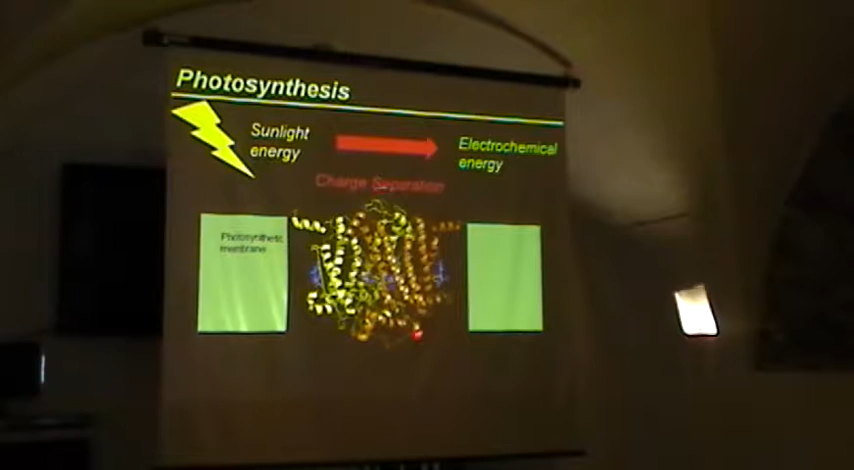 Photosynthesis
Sunlight
energy
Electrochemical
energy
Charge Separation
Photosynthetic
membrane